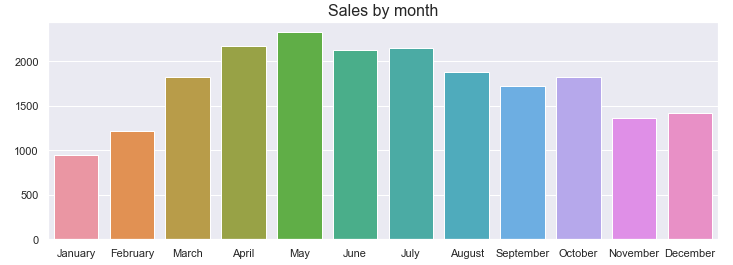 Sales by month
2000
1500
1000
500
0
January February March April May June July August September October November December